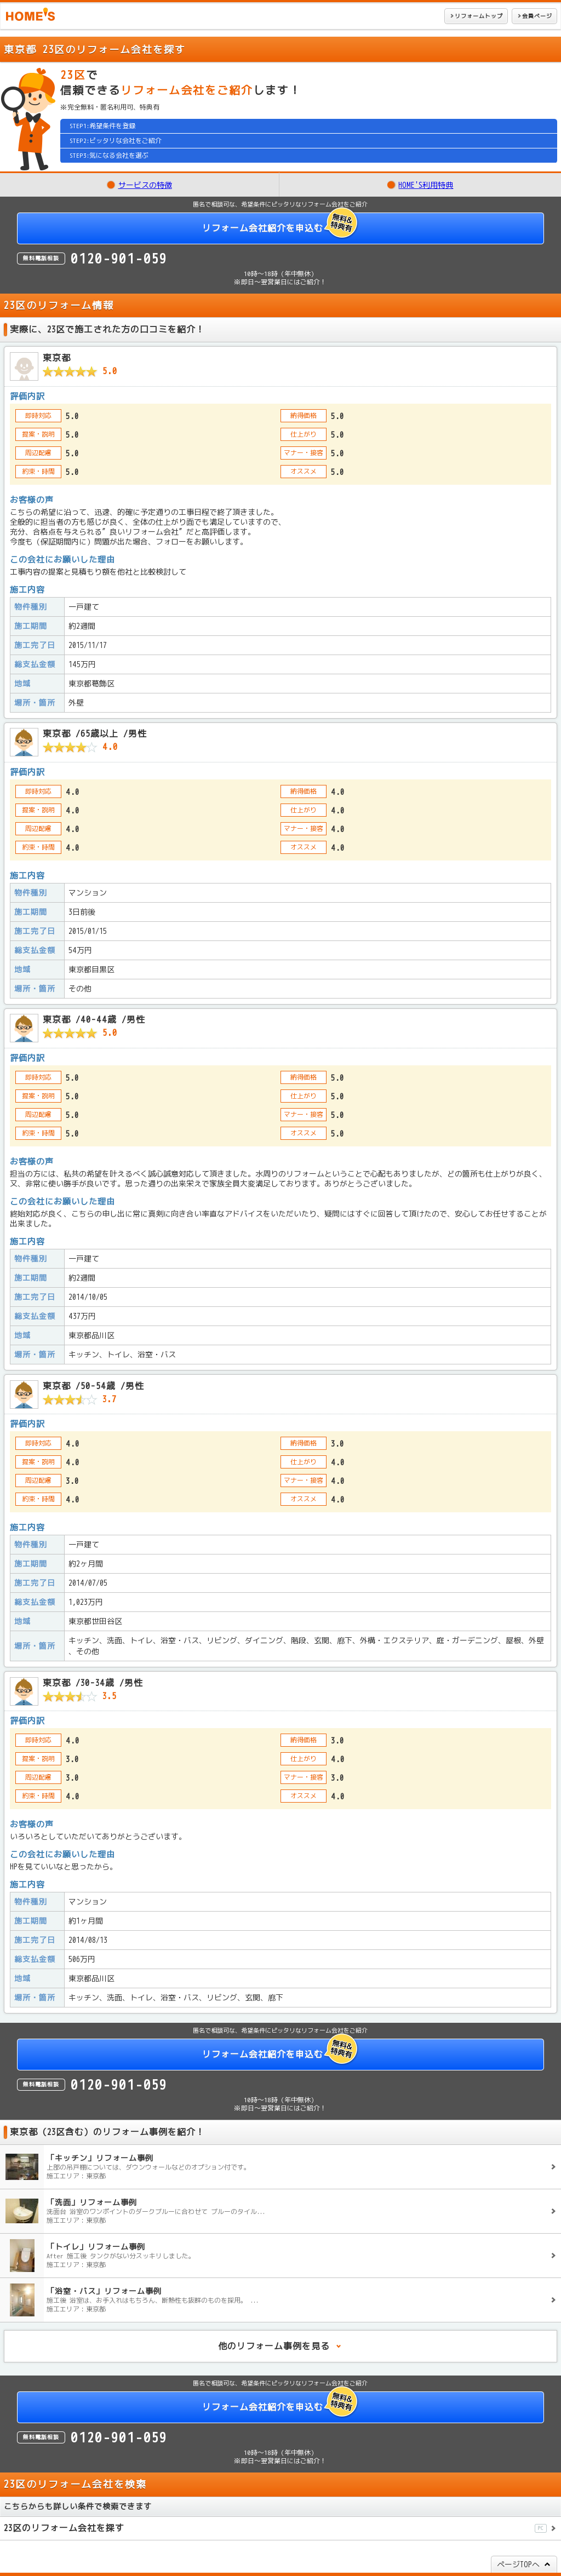 HOME'S
リフォームトップ
会員ページ
東京都 23区のリフォーム会社を探す
23区で
信頼できるリフォーム会社をご紹介します！
※完全無料・匿名利用可、特典有
STEP1:希望条件を登録
STEP2:ピッタリな会社をご紹介
STEP3:気になる会社を選ぶ
サービスの特徴
HOME'S利用特典
匿名で相談可な、希望条件にピッタリなリフォーム会社をご紹介
リフォーム会社紹介を申込む
無料&特典有
無料電話相談 0120-901-059
10時～18時（年中無休）
※即日～翌営業日にはご紹介！
23区のリフォーム情報
実際に、23区で施工された方の口コミを紹介！
東京都
5.0
評価内訳
即時対応 5.0 納得価格 5.0
提案・説明 5.0 仕上がり 5.0
周辺配慮 5.0 マナー・接客 5.0
約束・時間 5.0 オススメ 5.0
お客様の声
こちらの希望に沿って、迅速、的確に予定通りの工事日程で終了頂きました。
全般的に担当者の方も感じが良く、全体の仕上がり面でも満足していますので、
充分、合格点を与えられる”良いリフォーム会社”だと高評価します。
今度も（保証期間内に）問題が出た場合、フォローをお願いします。
この会社にお願いした理由
工事内容の提案と見積もり額を他社と比較検討して
施工内容
物件種別 一戸建て
施工期間 約2週間
施工完了日 2015/11/17
総支払金額 145万円
地域 東京都葛飾区
場所・箇所 外壁
東京都 /65歳以上 /男性
4.0
評価内訳
即時対応 4.0 納得価格 4.0
提案・説明 4.0 仕上がり 4.0
周辺配慮 4.0 マナー・接客 4.0
約束・時間 4.0 オススメ 4.0
施工内容
物件種別 マンション
施工期間 3日前後
施工完了日 2015/01/15
総支払金額 54万円
地域 東京都目黒区
場所・箇所 その他
東京都 /40-44歳 /男性
5.0
評価内訳
即時対応 5.0 納得価格 5.0
提案・説明 5.0 仕上がり 5.0
周辺配慮 5.0 マナー・接客 5.0
約束・時間 5.0 オススメ 5.0
お客様の声
担当の方には、私共の希望を叶えるべく誠心誠意対応して頂きました。水周りのリフォームということで心配もありましたが、どの箇所も仕上がりが良く、
又、非常に使い勝手が良いです。思った通りの出来栄えで家族全員大変満足しております。ありがとうございました。
この会社にお願いした理由
終始対応が良く、こちらの申し出に常に真剣に向き合い率直なアドバイスをいただいたり、疑問にはすぐに回答して頂けたので、安心してお任せすることが
出来ました。
施工内容
物件種別 一戸建て
施工期間 約2週間
施工完了日 2014/10/05
総支払金額 437万円
地域 東京都品川区
場所・箇所 キッチン、トイレ、浴室・バス
東京都 /50-54歳 /男性
3.7
評価内訳
即時対応 4.0 納得価格 3.0
提案・説明 4.0 仕上がり 4.0
周辺配慮 3.0 マナー・接客 4.0
約束・時間 4.0 オススメ 4.0
施工内容
物件種別 一戸建て
施工期間 約2ヶ月間
施工完了日 2014/07/05
総支払金額 1,023万円
地域 東京都世田谷区
場所・箇所 キッチン、洗面、トイレ、浴室・バス、リビング、ダイニング、階段、玄関、廊下、外構・エクステリア、庭・ガーデニング、屋根、外壁
、その他
東京都 /30-34歳 /男性
3.5
評価内訳
即時対応 4.0 納得価格 3.0
提案・説明 3.0 仕上がり 4.0
周辺配慮 3.0 マナー・接客 3.0
約束・時間 4.0 オススメ 4.0
お客様の声
いろいろとしていただいてありがとうございます。
この会社にお願いした理由
HPを見ていいなと思ったから。
施工内容
物件種別 マンション
施工期間 約1ヶ月間
施工完了日 2014/08/13
総支払金額 506万円
地域 東京都品川区
場所・箇所 キッチン、洗面、トイレ、浴室・バス、リビング、玄関、廊下
匿名で相談可な、希望条件にピッタリなリフォーム会社をご紹介
リフォーム会社紹介を申込む
無料&特典有
無料電話相談 0120-901-059
10時～18時（年中無休）
※即日～翌営業日にはご紹介！
東京都（23区含む）のリフォーム事例を紹介！
「キッチン」リフォーム事例
上部の吊戸棚については、ダウンウォールなどのオプション付です。
施工エリア：東京都
「洗面」リフォーム事例
洗面台 浴室のワンポイントのダークブルーに合わせて ブルーのタイル...
施工エリア：東京都
「トイレ」リフォーム事例
After 施工後 タンクがない分スッキリしました。
施工エリア：東京都
「浴室・バス」リフォーム事例
施工後 浴室は、お手入れはもちろん、断熱性も抜群のものを採用。 ...
施工エリア：東京都
他のリフォーム事例を見る
匿名で相談可な、希望条件にピッタリなリフォーム会社をご紹介
リフォーム会社紹介を申込む
無料&特典有
無料電話相談 0120-901-059
10時～18時（年中無休）
※即日～翌営業日にはご紹介！
23区のリフォーム会社を検索
こちらからも詳しい条件で検索できます
23区のリフォーム会社を探す
PC
ページTOPへ